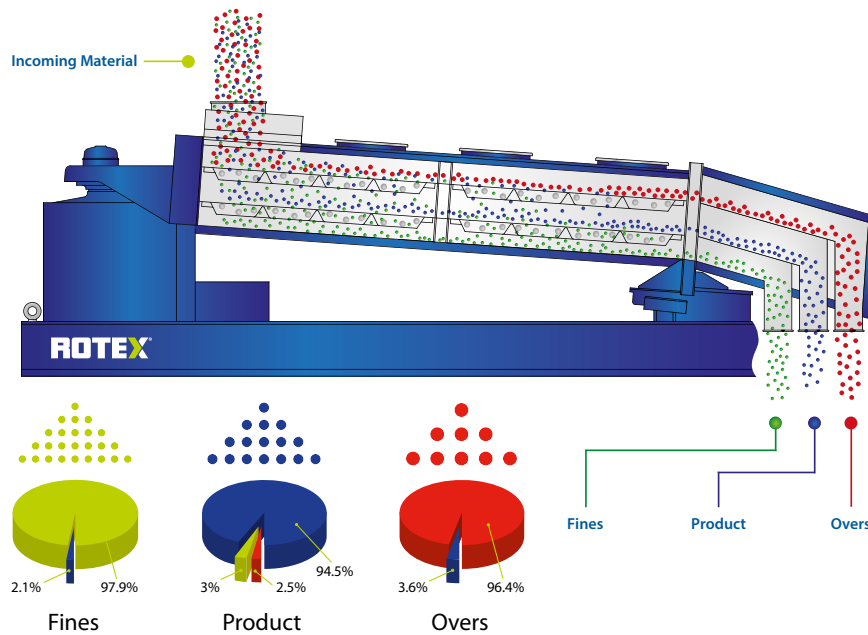 Incoming Material
ROTEX®
Fines
Product
Overs
2.1%
97.9%
3%
2.5%
94.5%
3.6%
96.4%
Fines
Product
Overs